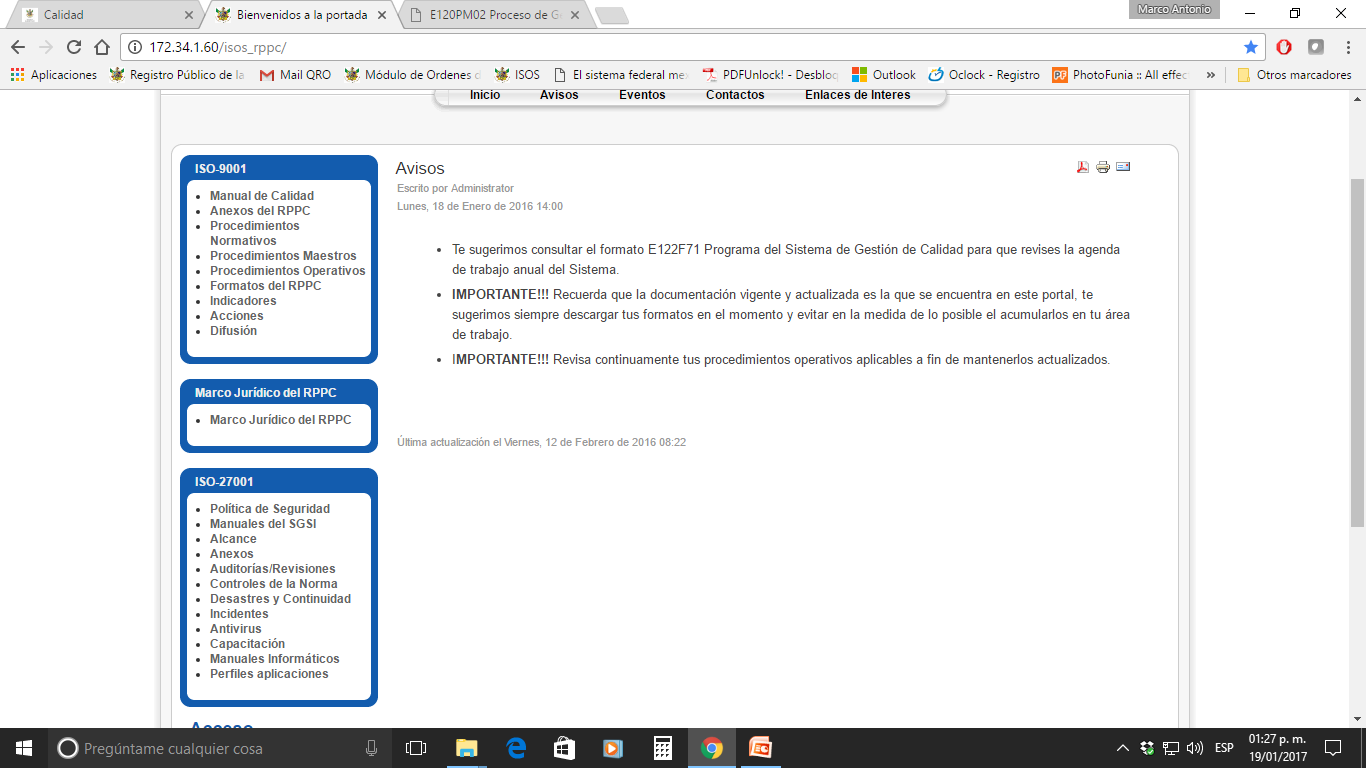 Calidad
Bienvenidos a la portada
E120PM02 Proceso de Ge
Marco Antonio
172.34.1.60/isos_rppc/
Aplicaciones
Registro Público de la
Mail QRO
Módulo de Ordenes d
ISOS
El sistema federal me
PDFUnlock! - Desbloq
Outlook
Oclock - Registro
PhotoFunia :: All effec
»
Otros marcadores
Inicio Avisos Eventos Contactos Enlaces de Interes
ISO-9001
Manual de Calidad
Anexos del RPPC
Procedimientos
Normativos
Procedimientos Maestros
Procedimientos Operativos
Formatos del RPPC
Indicadores
Acciones
Difusión
Marco Jurídico del RPPC
Marco Jurídico del RPPC
ISO-27001
Política de Seguridad
Manuales del SGSI
Alcance
Anexos
Auditorías/Revisiones
Controles de la Norma
Desastres y Continuidad
Incidentes
Antivirus
Capacitación
Manuales Informáticos
Perfiles aplicaciones
Avisos
Escrito por Administrator
Lunes, 18 de Enero de 2016 14:00
Te sugerimos consultar el formato E122F71 Programa del Sistema de Gestión de Calidad para que revises la agenda
de trabajo anual del Sistema.
IMPORTANTE!!! Recuerda que la documentación vigente y actualizada es la que se encuentra en este portal, te
sugerimos siempre descargar tus formatos en el momento y evitar en la medida de lo posible el acumularlos en tu área
de trabajo.
IMPORTANTE!!! Revisa continuamente tus procedimientos operativos aplicables a fin de mantenerlos actualizados.
Última actualización el Viernes, 12 de Febrero de 2016 08:22
Pregúntame cualquier cosa
ESP
01:27 p. m.
19/01/2017